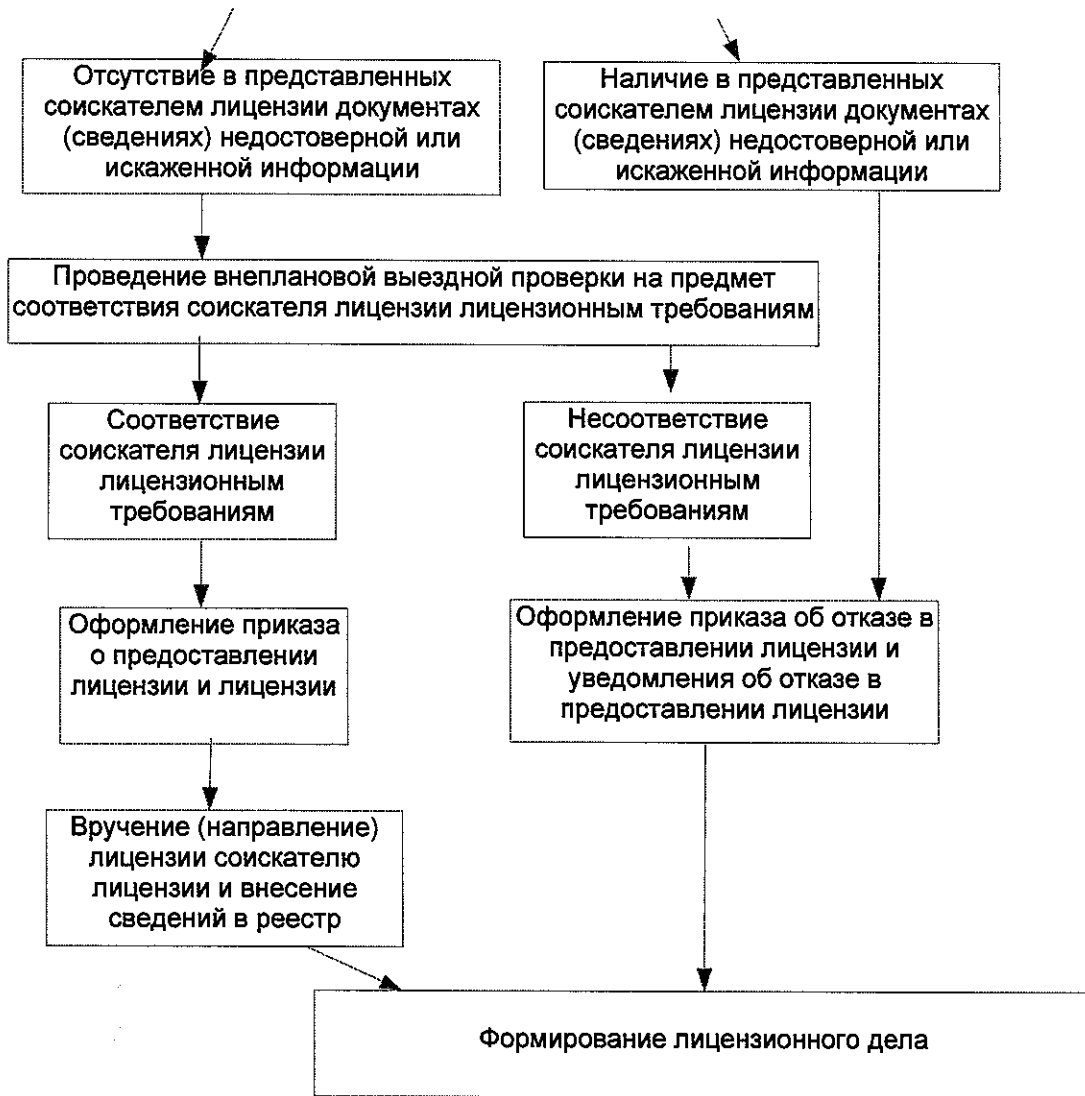 Отсутствие в представленных
соискателем лицензии документах
(сведениях) недостоверной или
искаженной информации
Наличие в представленных
соискателем лицензии документах
(сведениях) недостоверной или
искаженной информации
Проведение внеплановой выездной проверки на предмет
соответствия соискателя лицензии лицензионным требованиям
Соответствие
соискателя лицензии
лицензионным
требованиям
Несоответствие
соискателя лицензии
лицензионным
требованиям
Оформление приказа
о предоставлении
лицензии и лицензии
Оформление приказа об отказе в
предоставлении лицензии и
уведомления об отказе в
предоставлении лицензии
Вручение (направление)
лицензии соискателю
лицензии и внесение
сведений в реестр
Формирование лицензионного дела